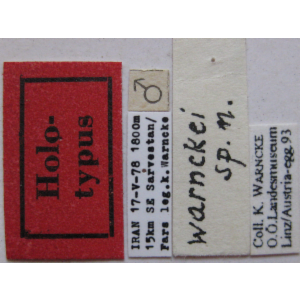 Holo-
typus
♂
IRAN 17-V-78 1800m
15km SE Sarvestan/
Fars leg.K.Warncke
warnckei
sp. n.
Coll. K. WARNCKE
O.Ö.Landesmuseum
Linz/Austria-egg.93